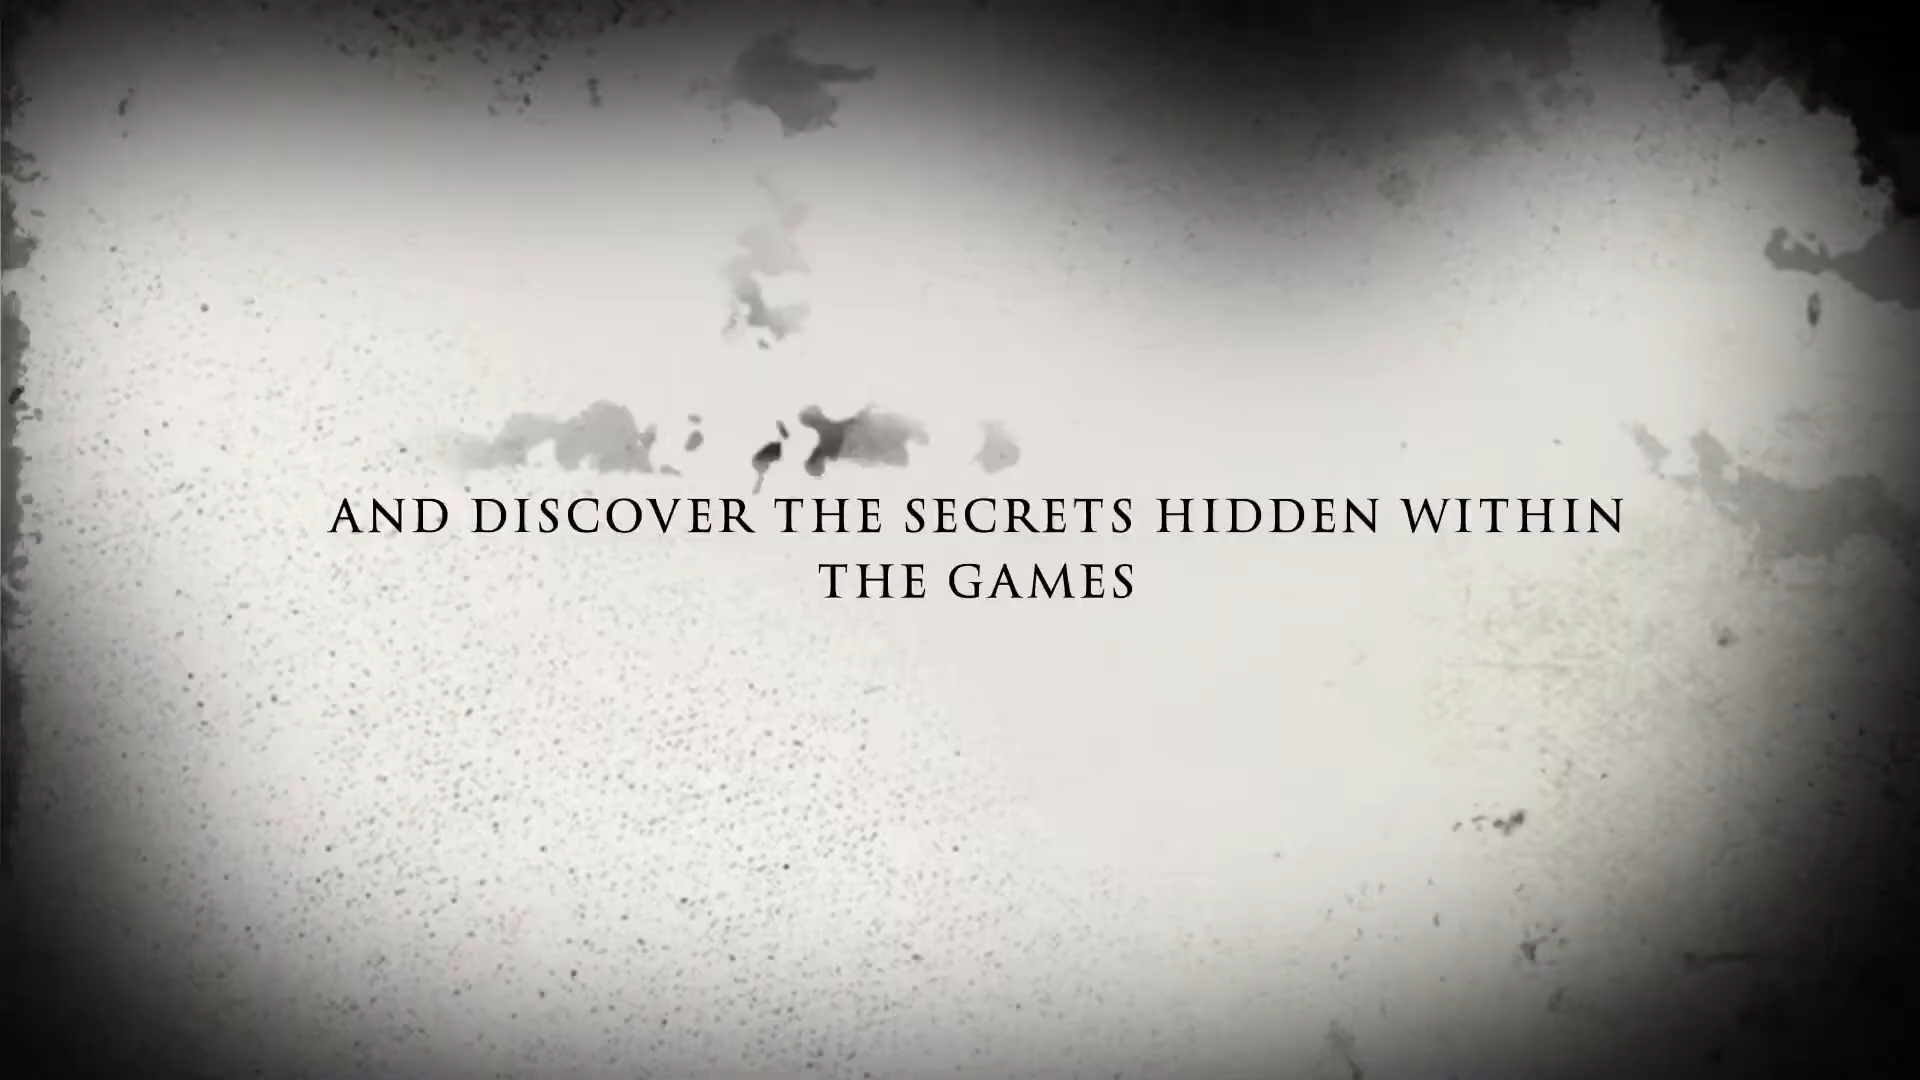 AND DISCOVER THE SECRETS HIDDEN WITHIN
THE GAMES